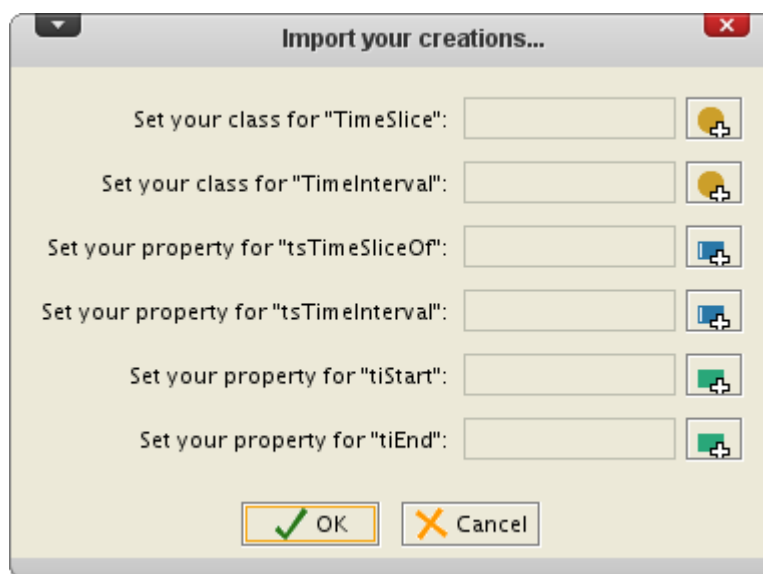 Import your creations...
Set your class for "TimeSlice":
Set your class for "TimeInterval":
Set your property for "tsTimeSliceOf":
Set your property for "tsTimeInterval":
Set your property for "tiStart":
Set your property for "tiEnd":
OK Cancel